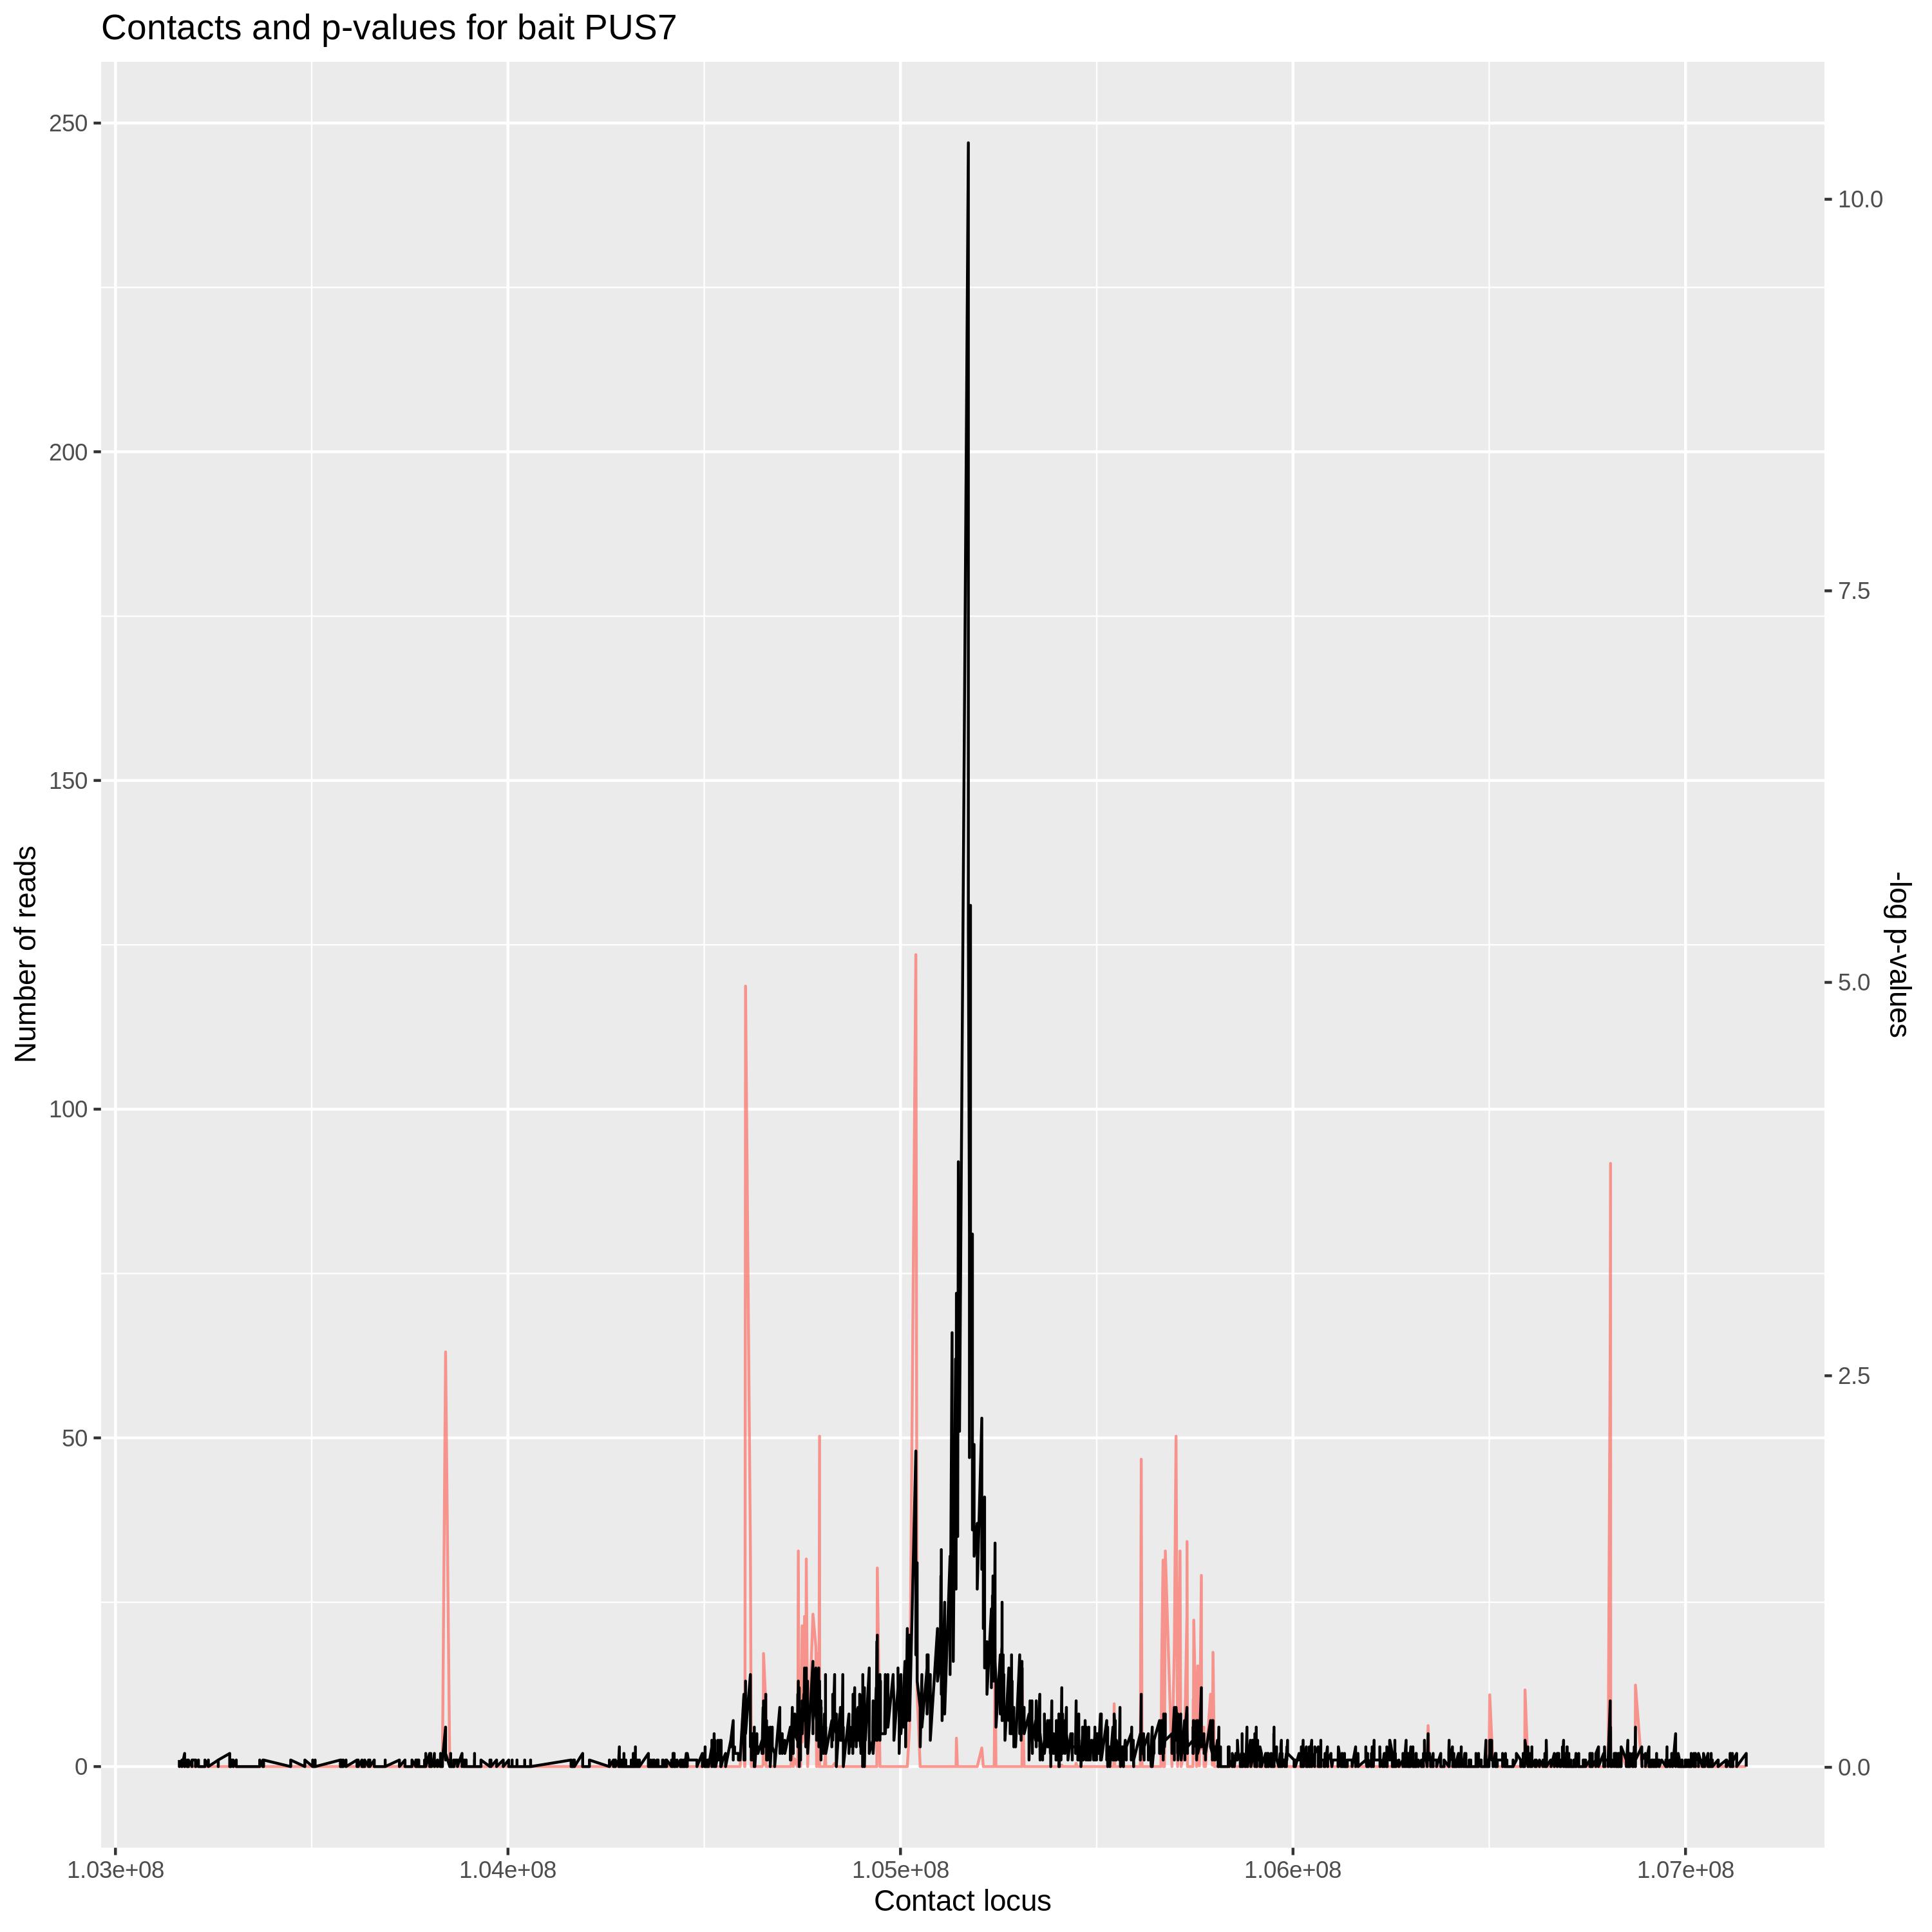 Contacts and p-values for bait PUS7
Number of reads
250
200
150
100
50
0
10.0
7.5
5.0
2.5
0.0
-log p-values
1.03e+08 1.04e+08 1.05e+08 1.06e+08 1.07e+08
Contact locus